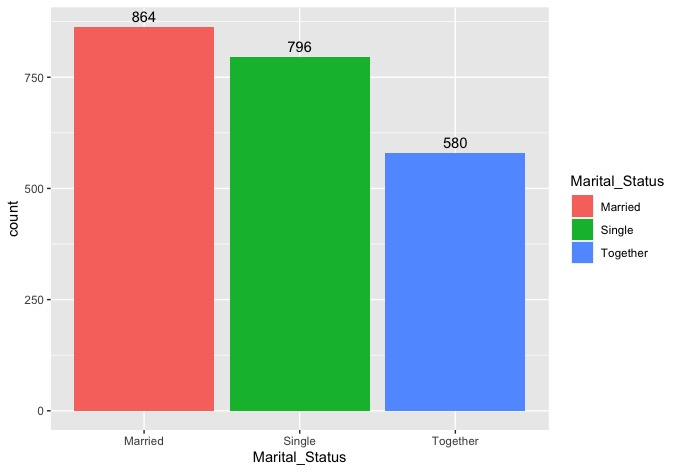 864
796
580
750
500
250
0
count
Married
Single
Together
Marital_Status
Marital_Status
Married
Single
Together